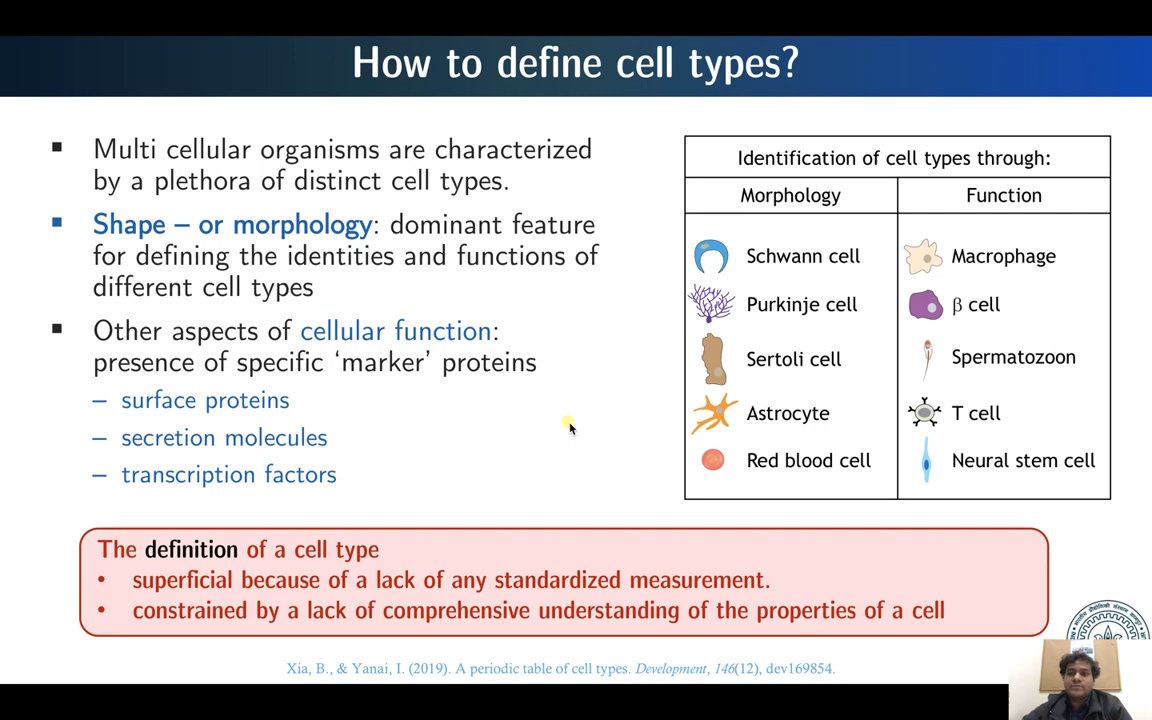 How to define cell types?
▪ Multi cellular organisms are characterized
by a plethora of distinct cell types.
▪ Shape – or morphology: dominant feature
for defining the identities and functions of
different cell types
▪ Other aspects of cellular function:
presence of specific ‘marker’ proteins
– surface proteins
– secretion molecules
– transcription factors
Identification of cell types through:
Morphology Function
Schwann cell Macrophage
Purkinje cell β cell
Sertoli cell Spermatozoon
Astrocyte T cell
Red blood cell Neural stem cell
The definition of a cell type
• superficial because of a lack of any standardized measurement.
• constrained by a lack of comprehensive understanding of the properties of a cell
Xia, B., & Yanai, I. (2019). A periodic table of cell types. Development, 146(12), dev169854.